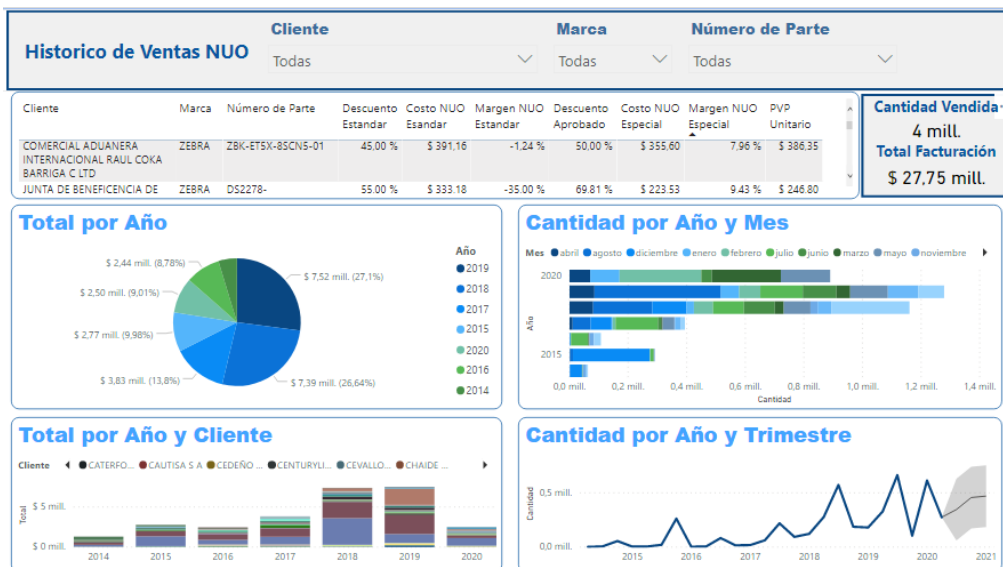 Historico de Ventas NUO
Cliente
Marca
Número de Parte
Todas
Todas
Todas
Cliente Marca Número de Parte Descuento Costo NUO Margen NUO Descuento Costo NUO Margen NUO PVP
Estandar Esandar Estandar Aprobado Especial Especial Unitario
COMERCIAL ADUANERA ZEBRA ZBK-ET5X-8SCN5-01 45,00 % $ 391,16 -1,24 % 50,00 % $ 355,60 7,96 % $ 386,35
INTERNACIONAL RAUL COKA
BARRIGA C LTD
JUNTA DE BENEFICENCIA DE ZEBRA DS2278- 55,00 % $ 333,18 -35,00 % 69,81 % $ 223,53 9,43 % $ 246,80
Cantidad Vendida
4 mill.
Total Facturación
$ 27,75 mill.
Total por Año
$ 2,44 mill. (8,78%)
$ 2,50 mill. (9,01%)
$ 2,77 mill. (9,98%)
$ 3,83 mill. (13,8%)
$ 7,52 mill. (27,1%)
$ 7,39 mill. (26,64%)
Año
2019
2018
2017
2015
2020
2016
2014
Cantidad por Año y Mes
Mes abril agosto diciembre enero febrero julio junio marzo mayo noviembre
Año
2020
2015
0,0 mill. 0,2 mill. 0,4 mill. 0,6 mill. 0,8 mill. 1,0 mill. 1,2 mill. 1,4 mill.
Cantidad
Total por Año y Cliente
Cliente CATERFO... CAUTISA S A CEDEÑO ... CENTURYLI... CEVALLO... CHAIDE ...
Total
$ 5 mill.
$ 0 mill.
2014 2015 2016 2017 2018 2019 2020
Cantidad por Año y Trimestre
Cantidad
0,5 mill.
0,0 mill.
2015 2016 2017 2018 2019 2020 2021